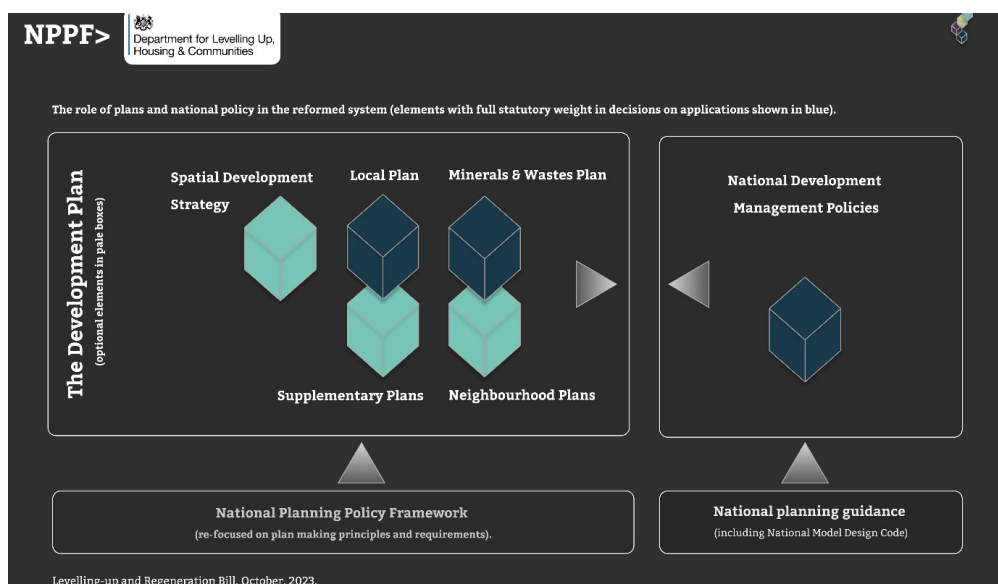 NPPF>
Department for Levelling Up,
Housing & Communities
The role of plans and national policy in the reformed system (elements with full statutory weight in decisions on applications shown in blue).
The Development Plan
(optional elements in pale boxes)
Spatial Development
Strategy
Local Plan
Minerals & Wastes Plan
Supplementary Plans
Neighbourhood Plans
National Development
Management Policies
National Planning Policy Framework
(re-focused on plan making principles and requirements).
National planning guidance
(including National Model Design Code)
Levelling-up and Regeneration Bill, October, 2023.